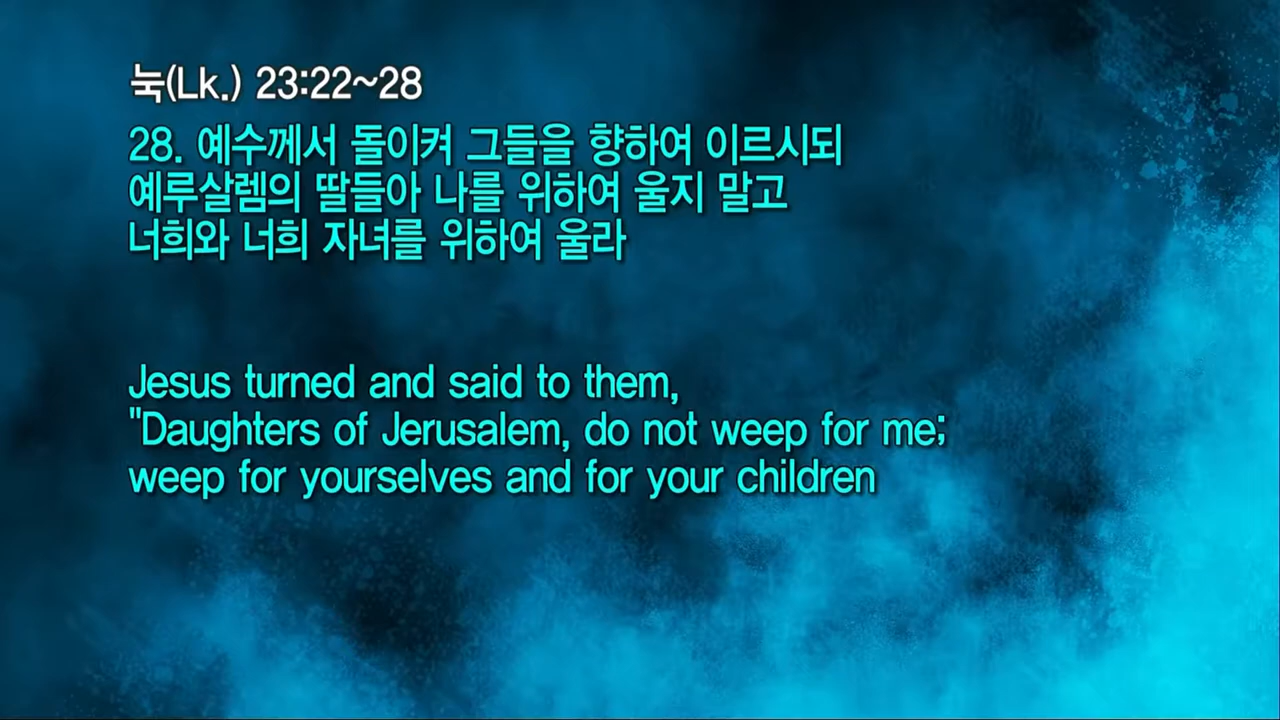 눅(Lk.) 23:22~28
28. 예수께서 돌이켜 그들을 향하여 이르시되
예루살렘의 딸들아 나를 위하여 울지 말고
너희와 너희 자녀를 위하여 울라
Jesus turned and said to them,
"Daughters of Jerusalem, do not weep for me;
weep for yourselves and for your children